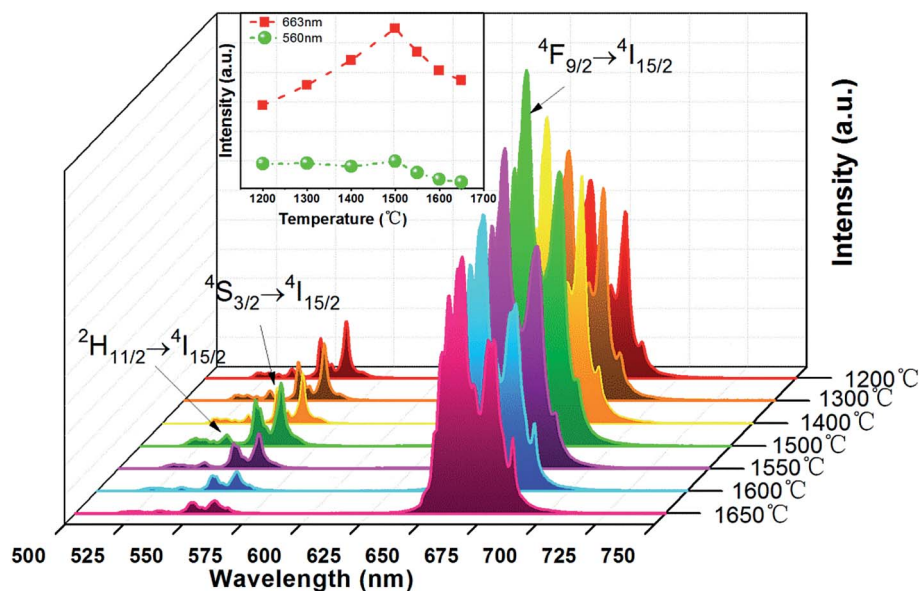 663nm
560nm
Intensity (a.u.)
1200 1300 1400 1500 1600 1700
Temperature (℃)
⁴F₉/₂→⁴I₁₅/₂
Intensity (a.u.)
⁴S₃/₂→⁴I₁₅/₂
²H₁₁/₂→⁴I₁₅/₂
1200℃
1300℃
1400℃
1500℃
1550℃
1600℃
1650℃
500 525 550 575 600 625 650 675 700 725 750
Wavelength (nm)